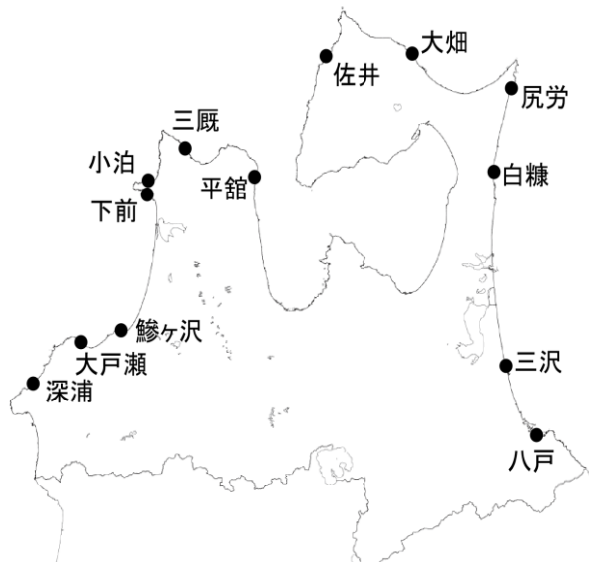 大畑
佐井
尻労
三厩
小泊
平舘
白糠
下前
鰺ヶ沢
大戸瀬
三沢
深浦
八戸